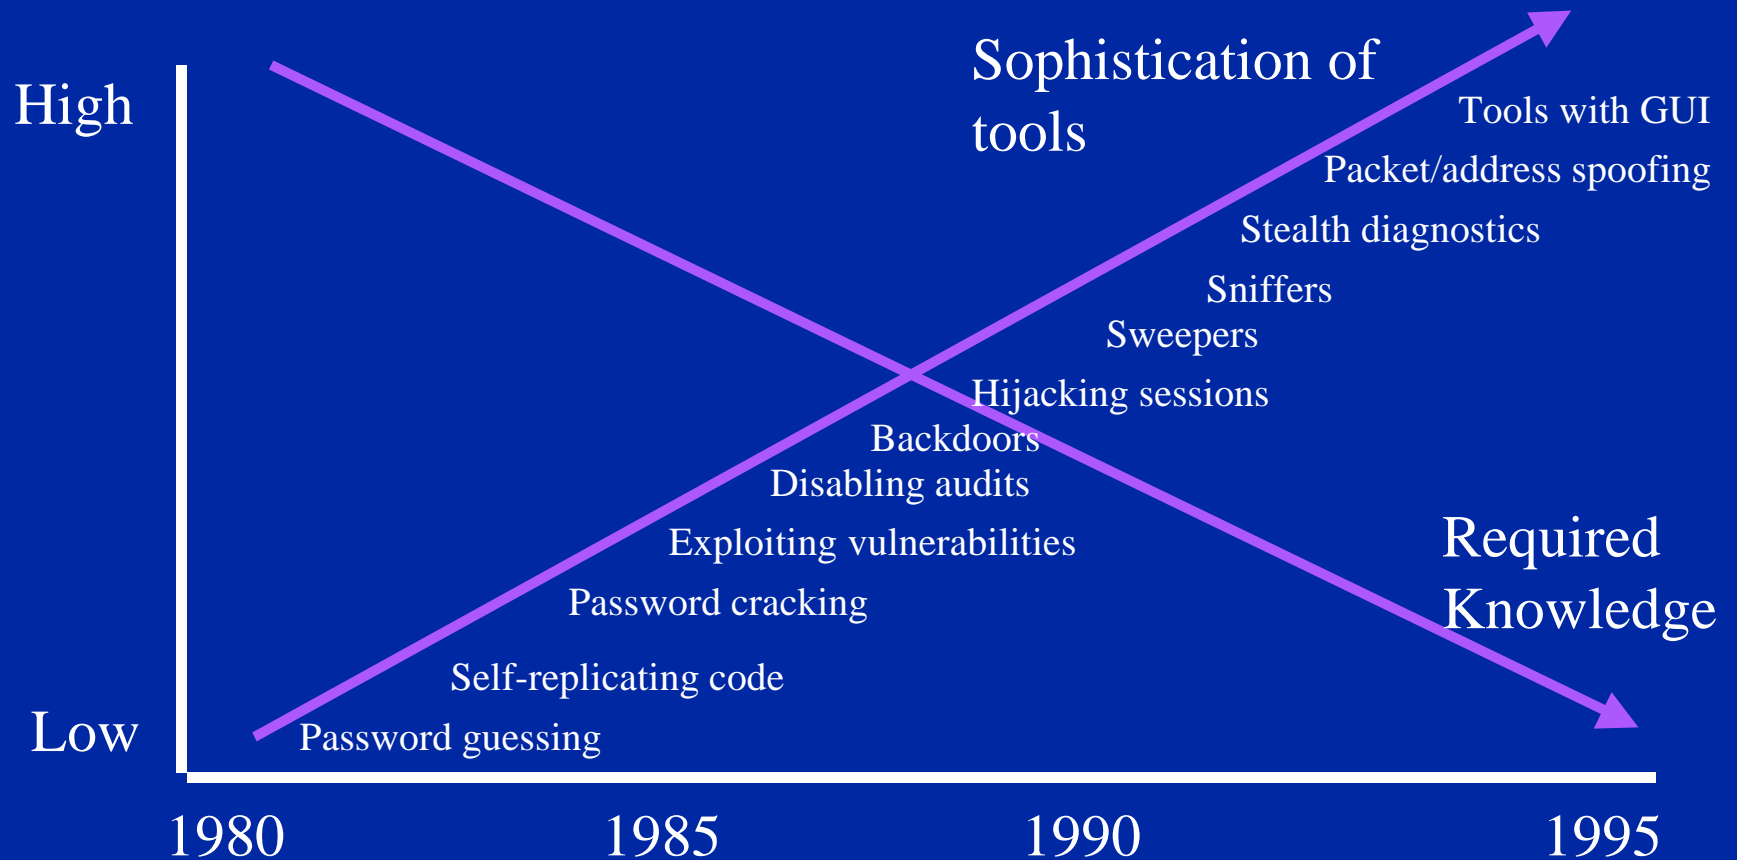 Sophistication of
tools
High
Tools with GUI
Packet/address spoofing
Stealth diagnostics
Sniffers
Sweepers
Hijacking sessions
Backdoors
Disabling audits
Exploiting vulnerabilities
Required
Knowledge
Password cracking
Self-replicating code
Low
Password guessing
1980
1985
1990
1995